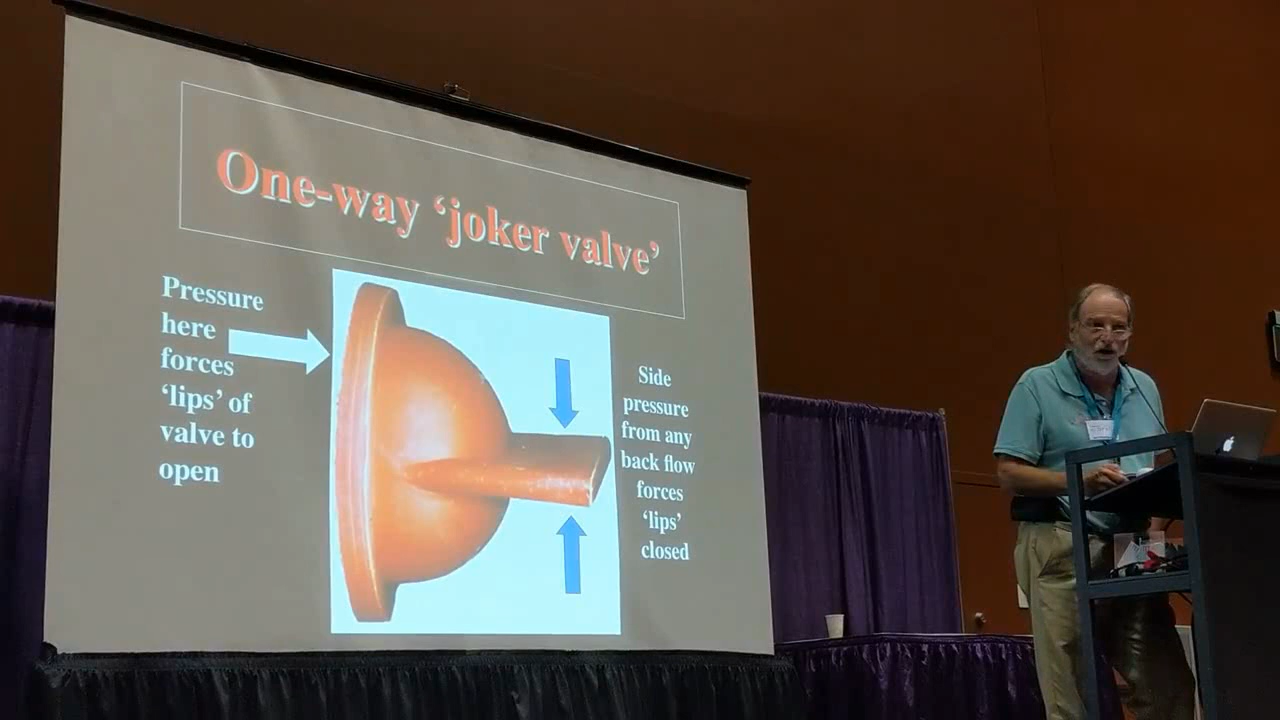 One-way ‘joker valve’
Pressure
here
forces
‘lips’ of
valve to
open
Side
pressure
from any
back flow
forces
‘lips’
closed